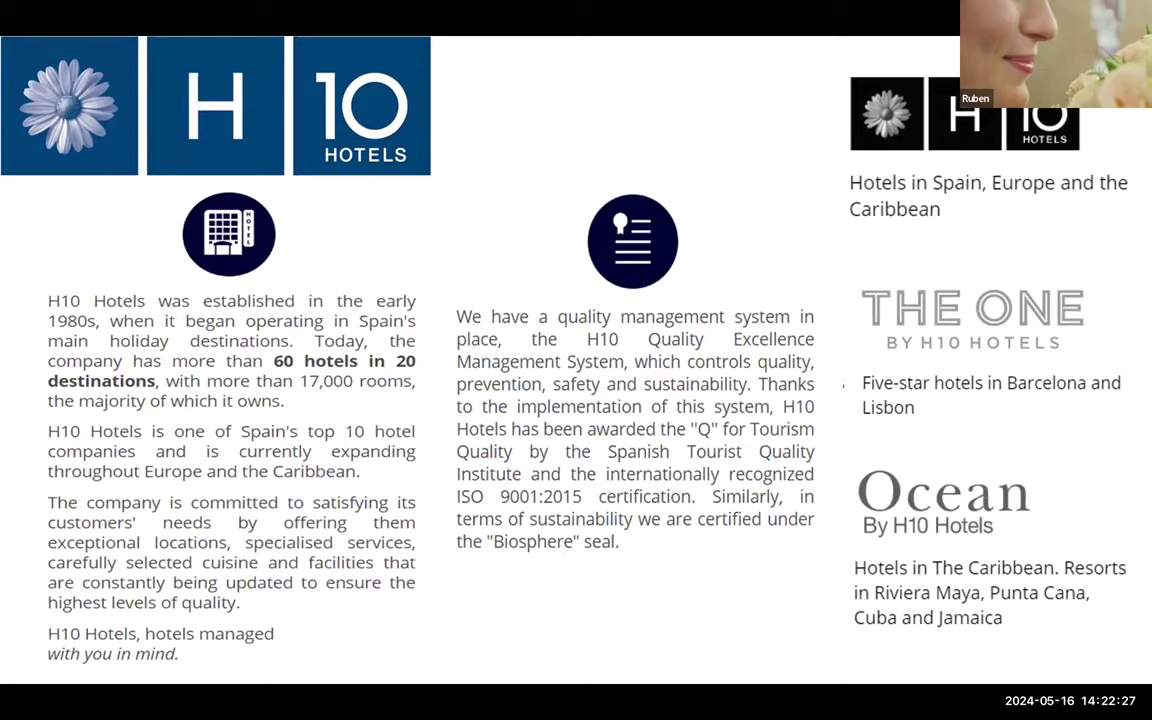 H 10
HOTELS
H10 Hotels was established in the early
1980s, when it began operating in Spain's
main holiday destinations. Today, the
company has more than 60 hotels in 20
destinations, with more than 17,000 rooms,
the majority of which it owns.
H10 Hotels is one of Spain's top 10 hotel
companies and is currently expanding
throughout Europe and the Caribbean.
The company is committed to satisfying its
customers' needs by offering them
exceptional locations, specialised services,
carefully selected cuisine and facilities that
are constantly being updated to ensure the
highest levels of quality.
H10 Hotels, hotels managed
with you in mind.
HOTEL
We have a quality management system in
place, the H10 Quality Excellence
Management System, which controls quality,
prevention, safety and sustainability. Thanks
to the implementation of this system, H10
Hotels has been awarded the "Q" for Tourism
Quality by the Spanish Tourist Quality
Institute and the internationally recognized
ISO 9001:2015 certification. Similarly, in
terms of sustainability we are certified under
the "Biosphere" seal.
Ruben
H 10
HOTELS
Hotels in Spain, Europe and the
Caribbean
THE ONE
BY H10 HOTELS
Five-star hotels in Barcelona and
Lisbon
Ocean
By H10 Hotels
Hotels in The Caribbean. Resorts
in Riviera Maya, Punta Cana,
Cuba and Jamaica
2024-05-16 14:22:27